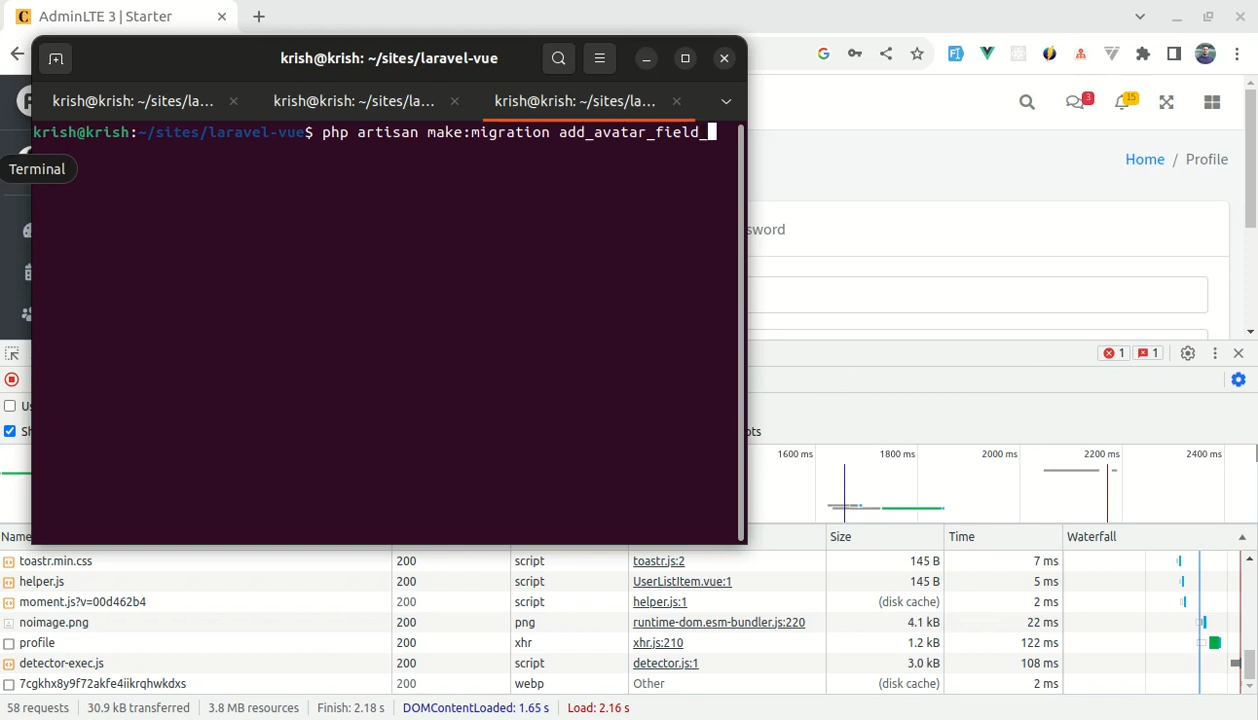 AdminLTE 3 | Starter
krish@krish: ~/sites/laravel-vue
krish@krish: ~/sites/la...
krish@krish: ~/sites/la...
krish@krish: ~/sites/la...
3
15
krish@krish:~/sites/laravel-vue$ php artisan make:migration add_avatar_field_
Terminal
Home / Profile
sword
1
1
Us
Sh
pts
1600 ms
1800 ms
2000 ms
2200 ms
2400 ms
Name
Size
Time
Waterfall
toastr.min.css 200 script toastr.js:2 145 B 7 ms
helper.js 200 script UserListItem.vue:1 145 B 5 ms
moment.js?v=00d462b4 200 script helper.js:1 (disk cache) 2 ms
noimage.png 200 png runtime-dom.esm-bundler.js:220 4.1 kB 22 ms
profile 200 xhr xhr.js:210 1.2 kB 122 ms
detector-exec.js 200 script detector.js:1 3.0 kB 108 ms
7cgkhx8y9f72akfe4iikrqhwkdxs 200 webp Other (disk cache) 2 ms
58 requests 30.9 kB transferred 3.8 MB resources Finish: 2.18 s DOMContentLoaded: 1.65 s Load: 2.16 s